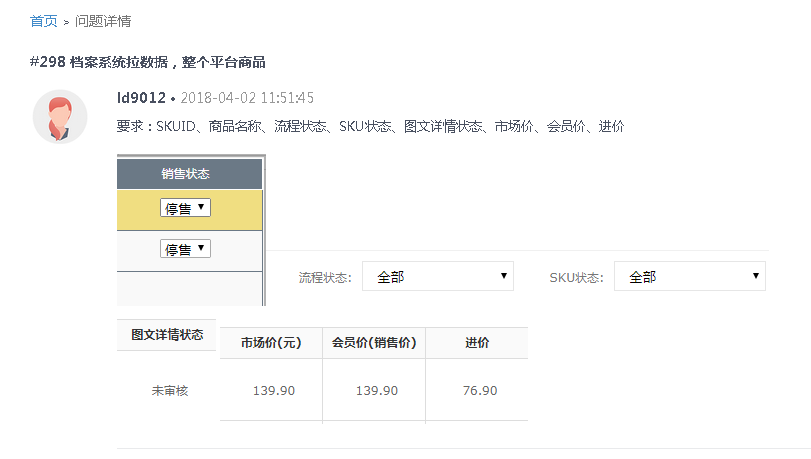 首页 » 问题详情
#298 档案系统拉数据，整个平台商品
ld9012 • 2018-04-02 11:51:45
要求：SKUID、商品名称、流程状态、SKU状态、图文详情状态、市场价、会员价、进价
销售状态
停售
停售
流程状态： 全部 SKU状态： 全部
图文详情状态 市场价(元) 会员价(销售价) 进价
未审核 139.90 139.90 76.90